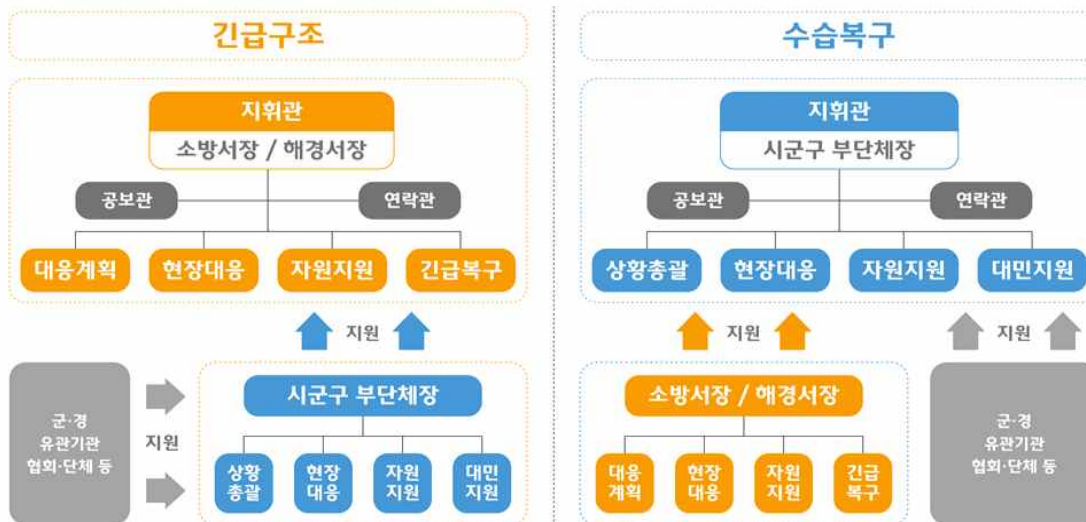 긴급구조
지휘관
소방서장 / 해경서장
공보관
연락관
대응계획
현장대응
자원지원
긴급복구
지원
군·경
유관기관
협회·단체 등
지원
시군구 부단체장
상황
총괄
현장
대응
자원
지원
대민
지원
수습복구
지휘관
시군구 부단체장
공보관
연락관
상황총괄
현장대응
자원지원
대민지원
지원
지원
소방서장 / 해경서장
대응
계획
현장
대응
자원
지원
긴급
복구
군·경
유관기관
협회·단체 등